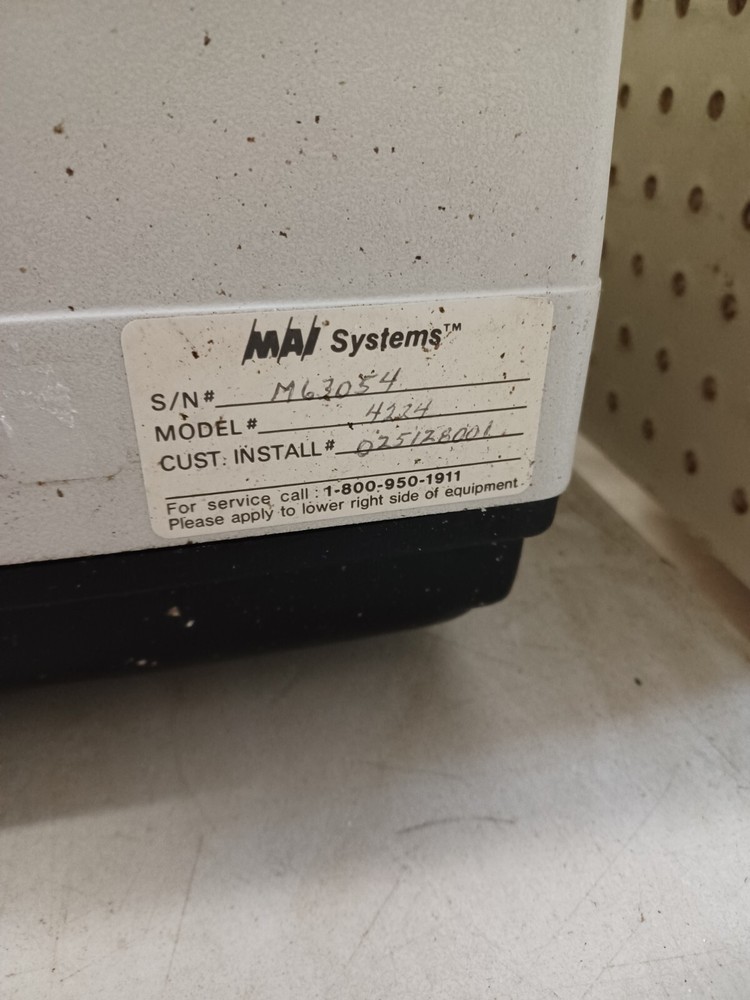 MAI Systems™
S/N# M63054
MODEL# 4224
CUST. INSTALL#
For service call : 1-800-950-1911
Please apply to lower right side of equipment